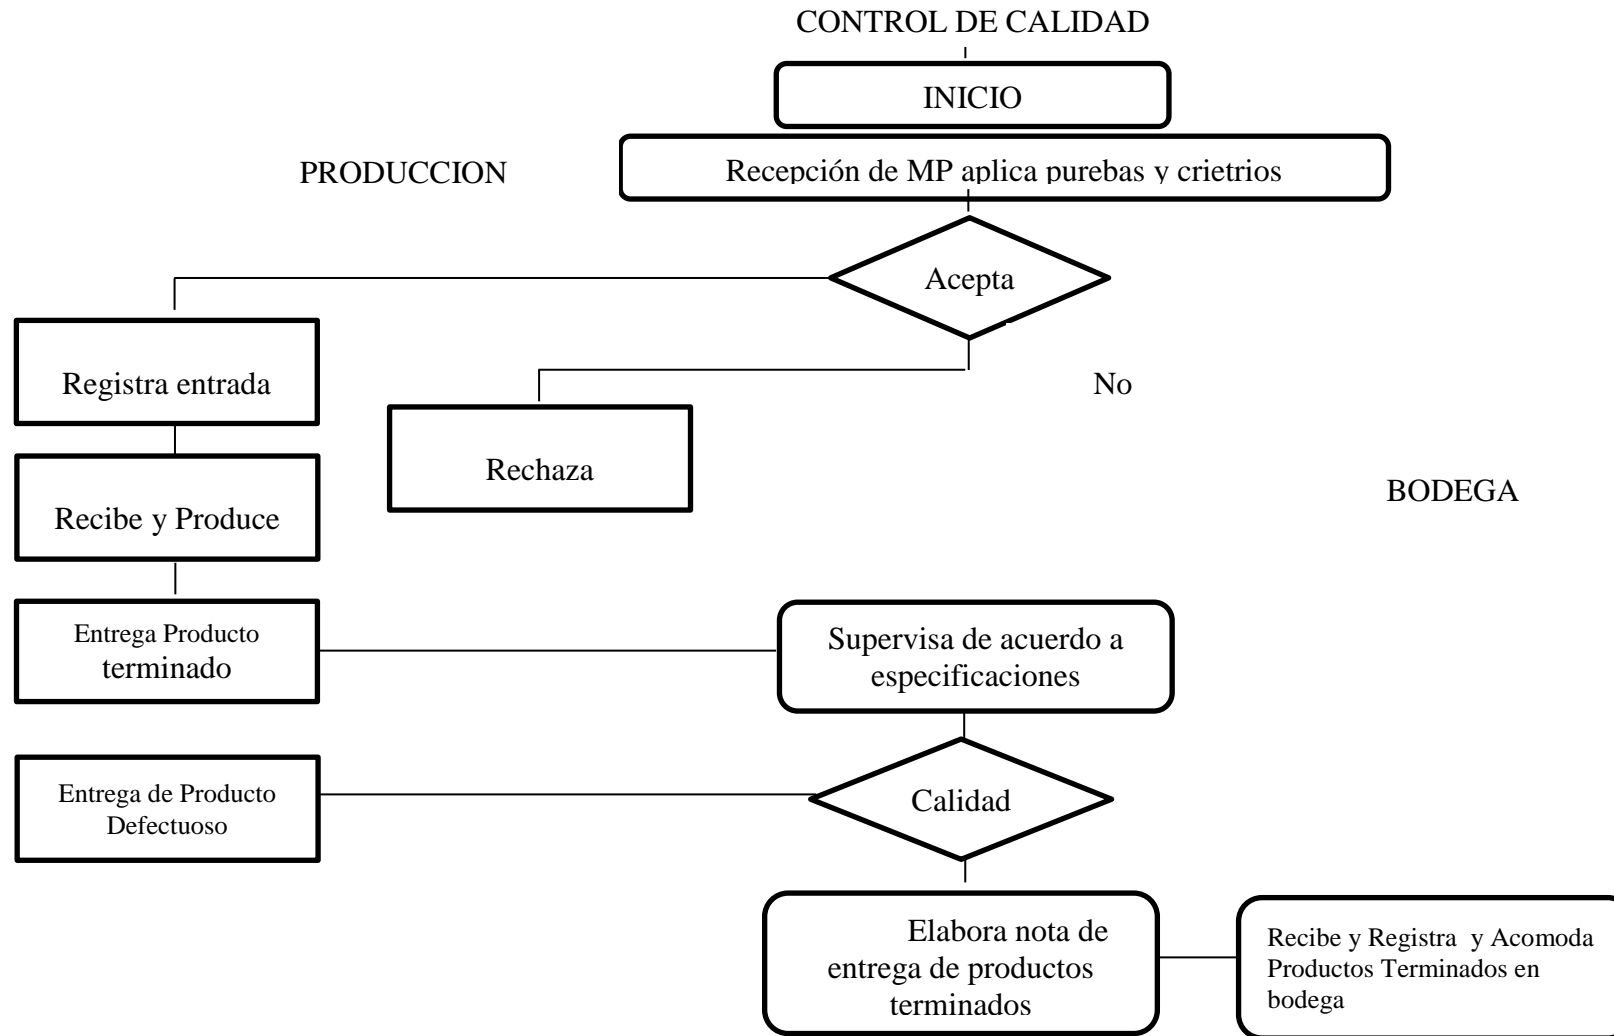 CONTROL DE CALIDAD
INICIO
PRODUCCION
Recepción de MP aplica purebas y crietrios
Acepta
Registra entrada
No
Rechaza
BODEGA
Recibe y Produce
Entrega Producto
terminado
Supervisa de acuerdo a
especificaciones
Entrega de Producto
Defectuoso
Calidad
Elabora nota de
entrega de productos
terminados
Recibe y Registra y Acomoda
Productos Terminados en
bodega